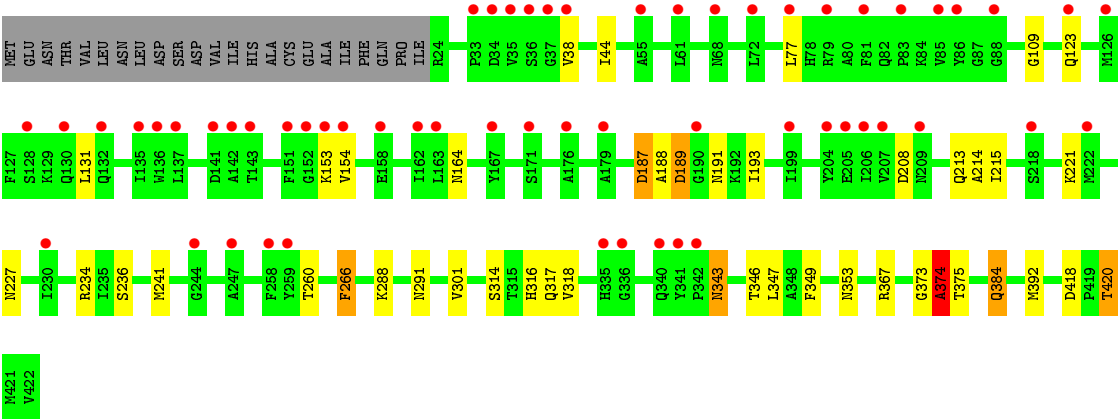 MET GLU ASN THR VAL LEU ASN LEU ASP SER ASP VAL ILE HIS ALA CYS GLU ALA ILE PHE GLN PRO ILE R24 P33 D34 V35 S36 G37 V38 I44 A55 L61 N68 L72 L77 H78 R79 A80 F81 Q82 P83 K84 V85 Y86 G87 G88 G109 Q123 M126
F127 S128 K129 Q130 L131 Q132 I135 W136 L137 D141 A142 T143 F151 G152 K153 V154 E158 I162 L163 N164 Y167 S171 A176 A179 D187 A188 D189 G190 N191 K192 I193 I199 Y204 E205 I206 V207 D208 N209 Q213 A214 I215 S218 K221 M222
N227 I230 R234 I235 S236 M241 G244 A247 F258 Y259 T260 F266 K288 N291 V301 S314 T315 H316 Q317 V318 H335 G336 Q340 Y341 P342 N343 T346 L347 A348 F349 N353 R367 G373 A374 T375 Q384 M392 D418 P419 T420
M421 V422